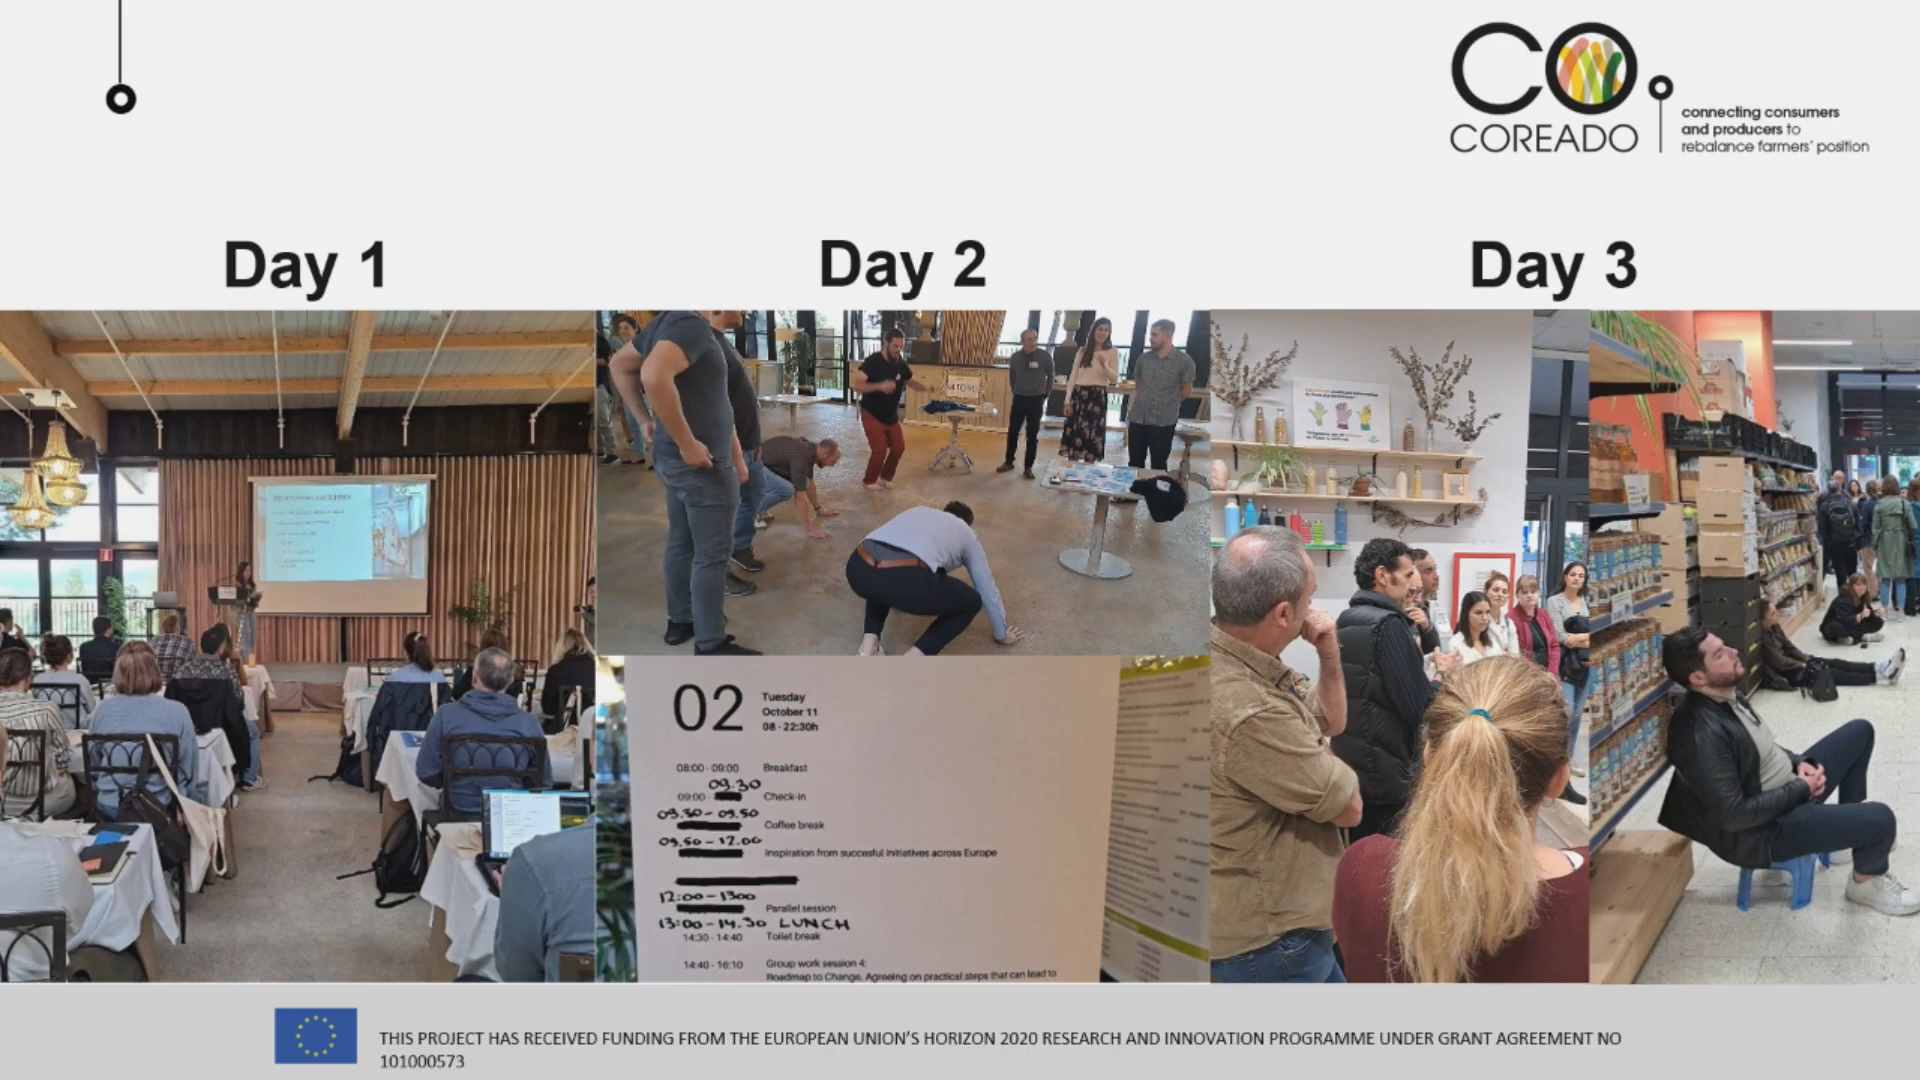 CO
COREADO
connecting consumers
and producers to
rebalance farmers' position
Day 1
Day 2
Day 3
02
Tuesday
October 11
08 - 22:30h
08:00 - 09:00 Breakfast
09.30
09:00 - Check-in
09.30 - 09.50
Coffee break
09.50 - 12.00
Inspiration from succesful initiatives across Europe
12:00 - 1300
Parallel session
13:00 - 14.30 LUNCH
14:30 - 14:40 Toilet break
14:40 - 16:10 Group work session 4:
Roadmap to Change. Agreeing on practical steps that can lead to
THIS PROJECT HAS RECEIVED FUNDING FROM THE EUROPEAN UNION'S HORIZON 2020 RESEARCH AND INNOVATION PROGRAMME UNDER GRANT AGREEMENT NO
101000573